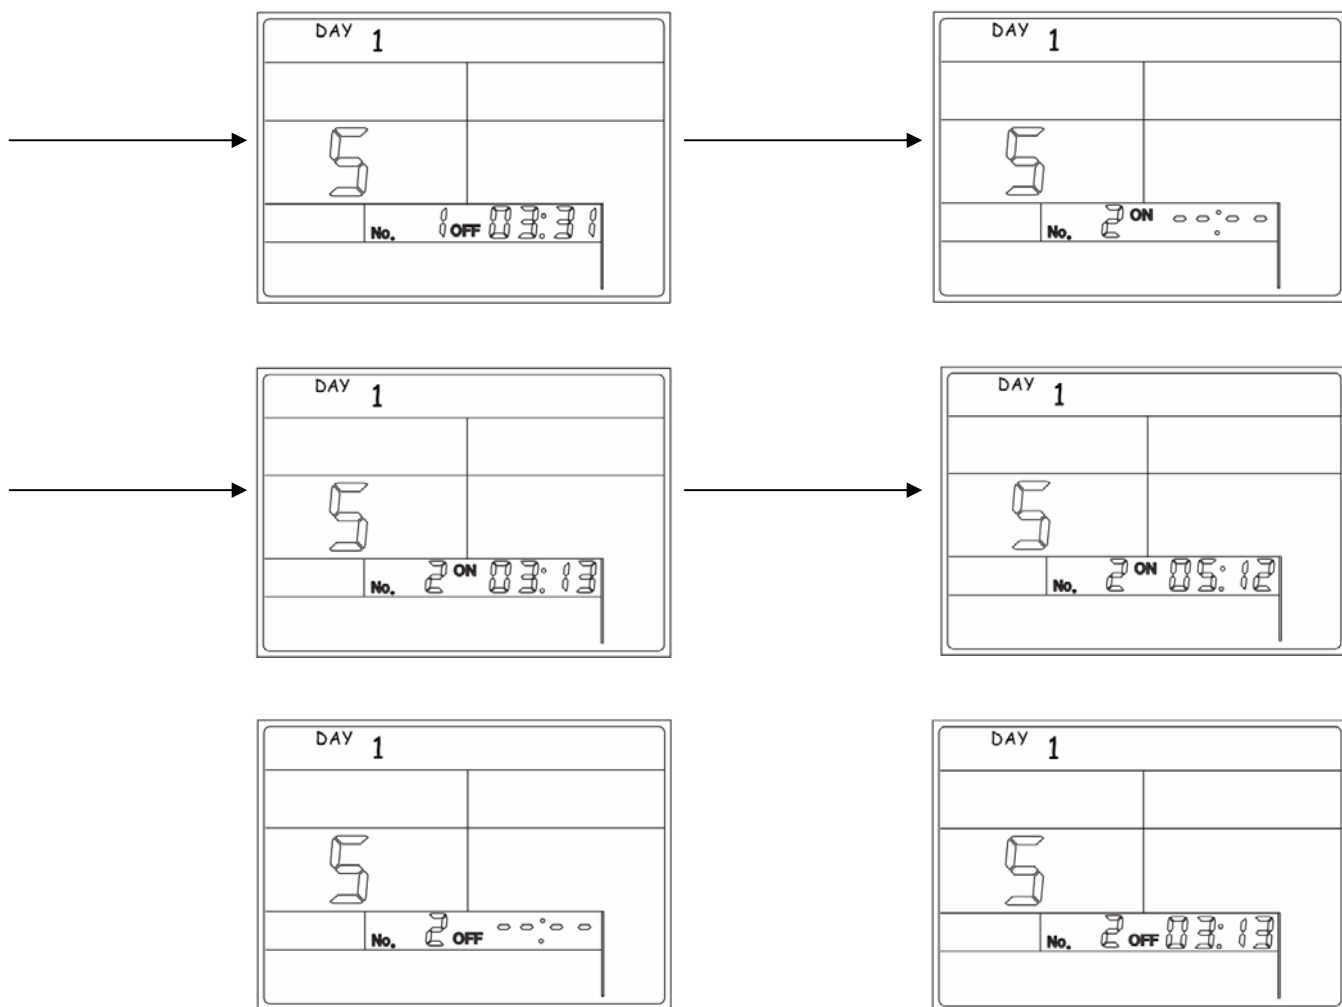 DAY 1
5
No. 1 OFF 03:31
DAY 1
5
No. 2 ON --:--
DAY 1
5
No. 2 ON 03:13
DAY 1
5
No. 2 ON 05:12
DAY 1
5
No. 2 OFF --:--
DAY 1
5
No. 2 OFF 03:13